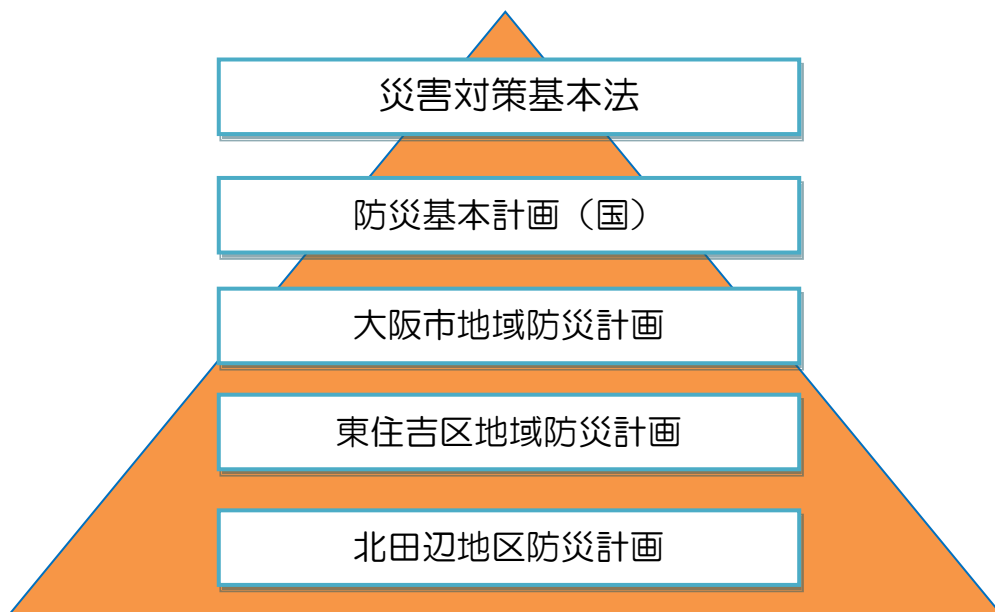 災害対策基本法
防災基本計画（国）
大阪市地域防災計画
東住吉区地域防災計画
北田辺地区防災計画